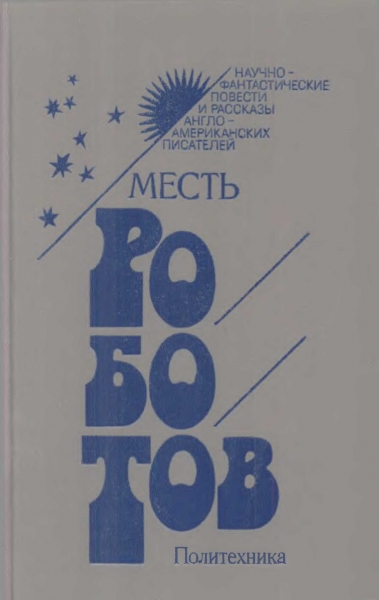 НАУЧНО-
ФАНТАСТИЧЕСКИЕ
ПОВЕСТИ
И РАССКАЗЫ
АНГЛО-
АМЕРИКАНСКИХ
ПИСАТЕЛЕЙ
МЕСТЬ
РО/
БО/
ТОВ
Политехника